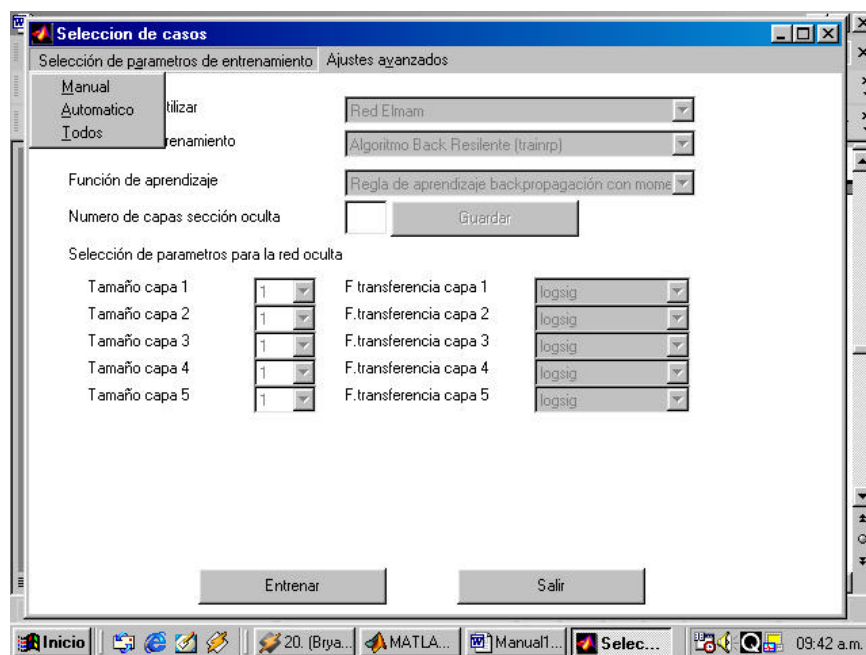 Seleccion de casos
Selección de parametros de entrenamiento Ajustes avanzados
Manual
Automatico
Todos
tilizar Red Elmam
renamiento Algoritmo Back Resilente (trainrp)
Función de aprendizaje Regla de aprendizaje backpropagación con mome
Numero de capas sección oculta Guardar
Selección de parametros para la red oculta
Tamaño capa 1 1 F transferencia capa 1 logsig
Tamaño capa 2 1 F.transferencia capa 2 logsig
Tamaño capa 3 1 F.transferencia capa 3 logsig
Tamaño capa 4 1 F.transferencia capa 4 logsig
Tamaño capa 5 1 F.transferencia capa 5 logsig
Entrenar Salir
Inicio 20. (Brya... MATLA... Manual1... Selec... 09:42 a.m.